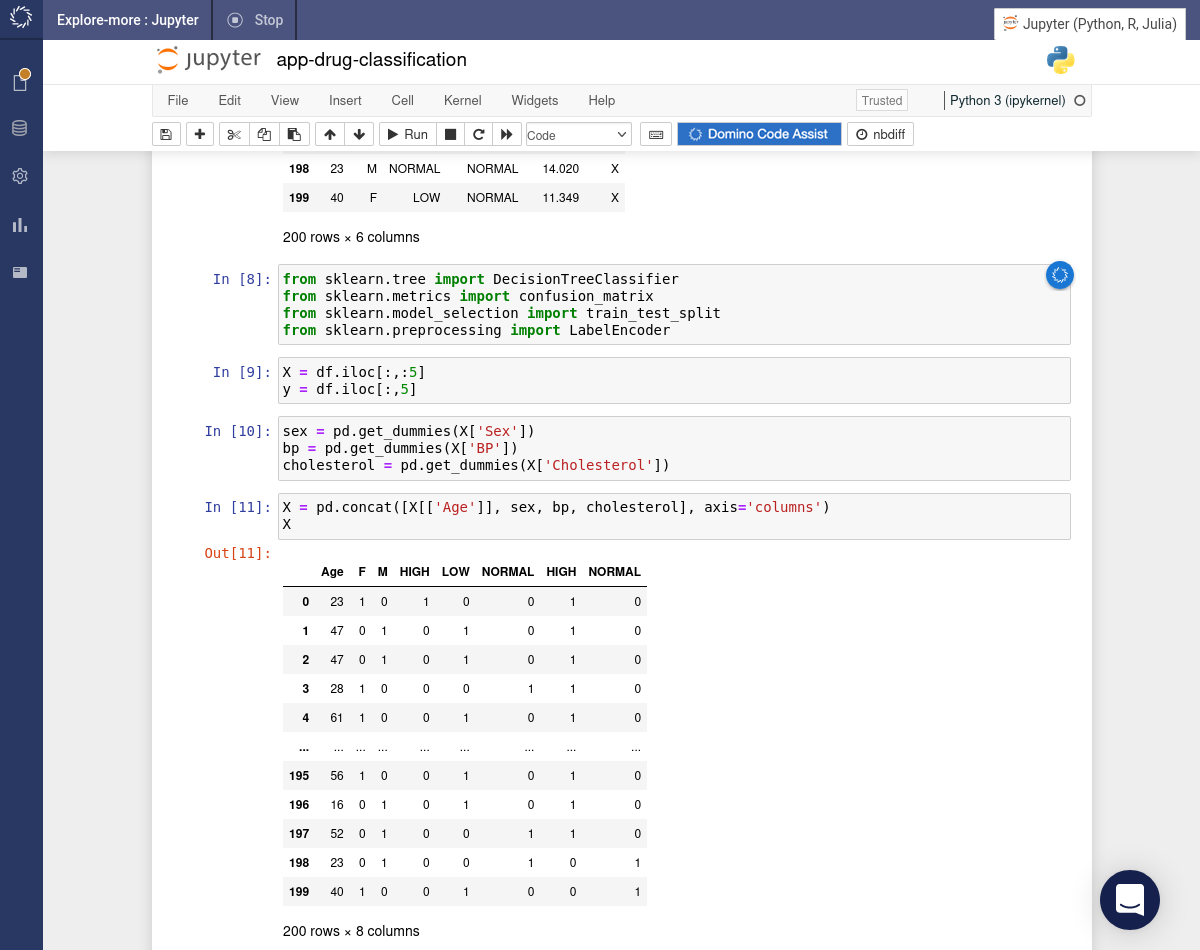 Explore-more : Jupyter Stop Jupyter (Python, R, Julia)
jupyter app-drug-classification
File Edit View Insert Cell Kernel Widgets Help Trusted Python 3 (ipykernel)
Run Code Domino Code Assist nbdiff
198 23 M NORMAL NORMAL 14.020 X
199 40 F LOW NORMAL 11.349 X
200 rows × 6 columns
In [8]: from sklearn.tree import DecisionTreeClassifier
from sklearn.metrics import confusion_matrix
from sklearn.model_selection import train_test_split
from sklearn.preprocessing import LabelEncoder
In [9]: X = df.iloc[:,:5]
y = df.iloc[:,5]
In [10]: sex = pd.get_dummies(X['Sex'])
bp = pd.get_dummies(X['BP'])
cholesterol = pd.get_dummies(X['Cholesterol'])
In [11]: X = pd.concat([X[['Age']], sex, bp, cholesterol], axis='columns')
X
Out[11]:
Age F M HIGH LOW NORMAL HIGH NORMAL
0 23 1 0 1 0 0 1 0
1 47 0 1 0 1 0 1 0
2 47 0 1 0 1 0 1 0
3 28 1 0 0 0 1 1 0
4 61 1 0 0 1 0 1 0
... ... ... ... ... ... ... ... ...
195 56 1 0 0 1 0 1 0
196 16 0 1 0 1 0 1 0
197 52 0 1 0 0 1 1 0
198 23 0 1 0 0 1 0 1
199 40 1 0 0 1 0 0 1
200 rows × 8 columns